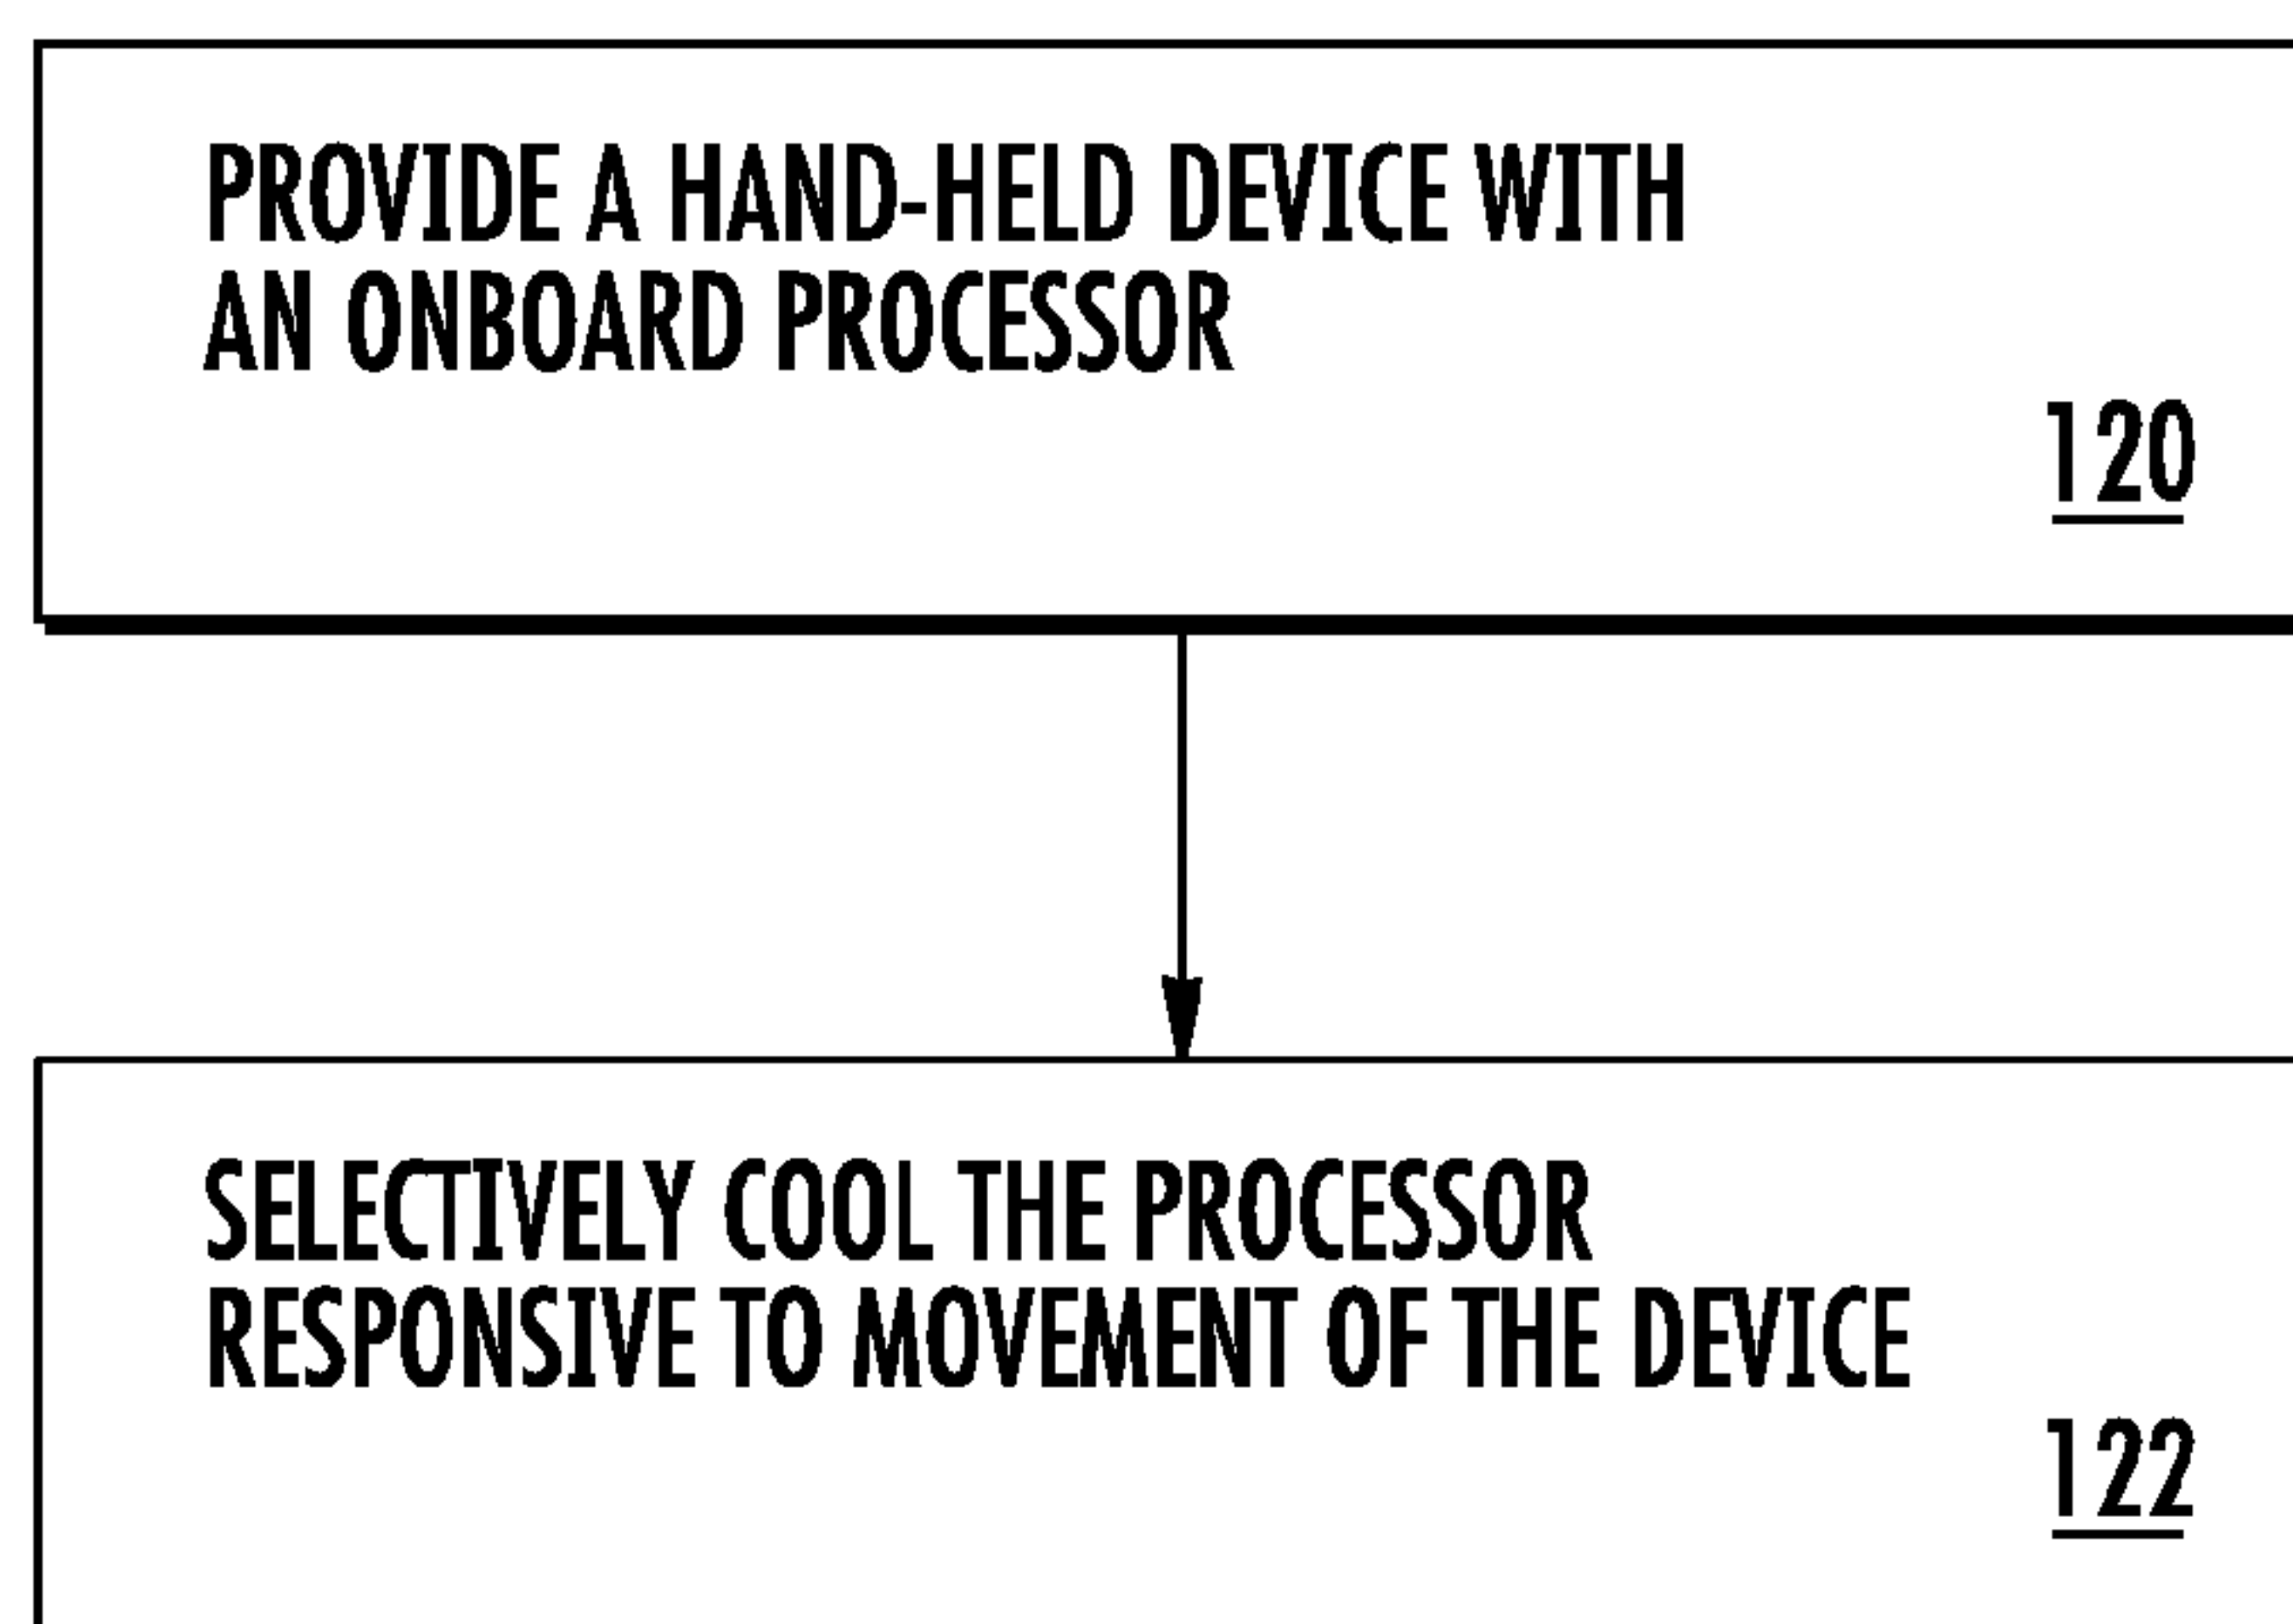 PROVIDE A HAND-HELD DEVICE WITH
AN ONBOARD PROCESSOR
120
SELECTIVELY COOL THE PROCESSOR
RESPONSIVE TO MOVEMENT OF THE DEVICE
122